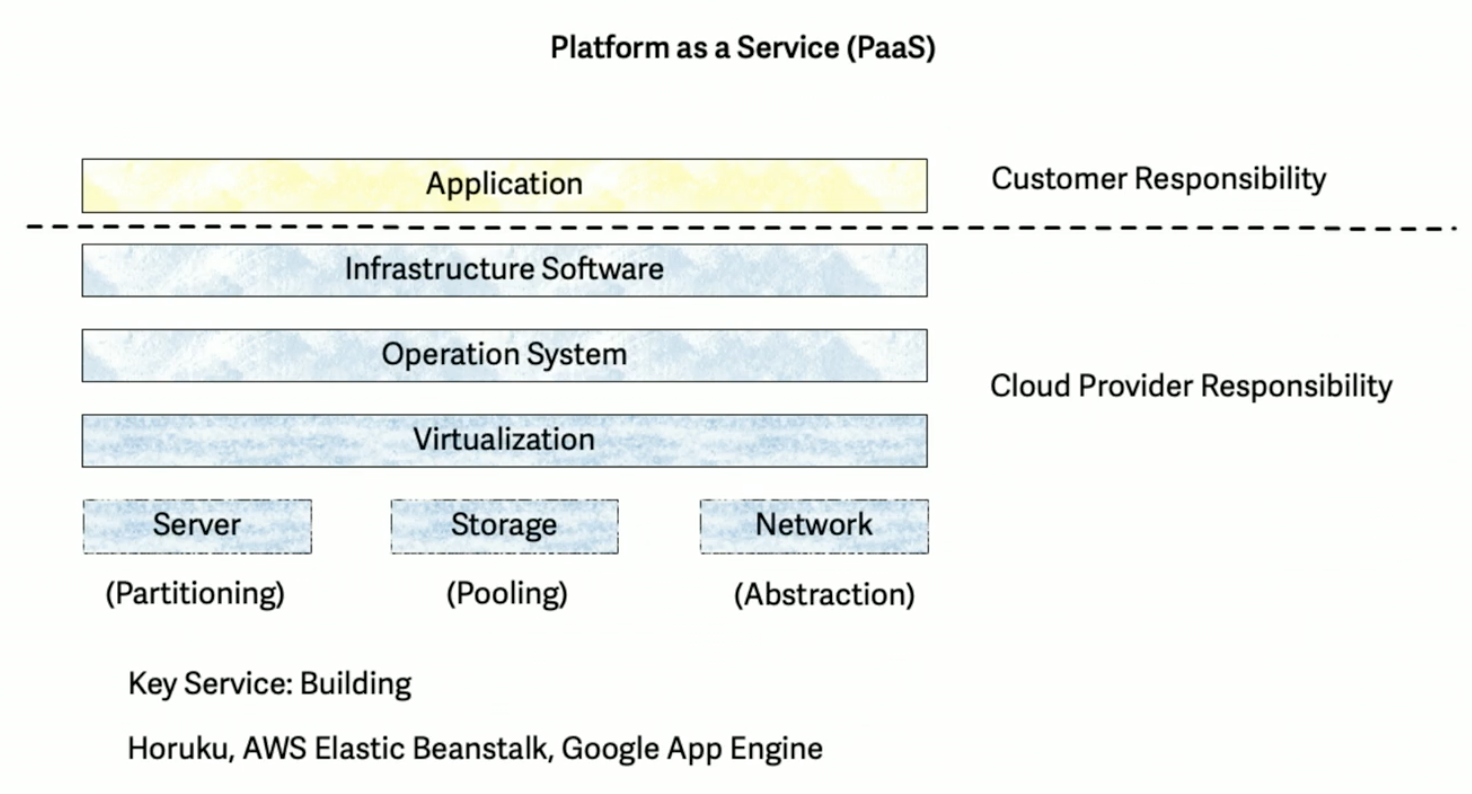 Platform as a Service (PaaS)
Application
Customer Responsibility
Infrastructure Software
Operation System
Cloud Provider Responsibility
Virtualization
Server
Storage
Network
(Partitioning)
(Pooling)
(Abstraction)
Key Service: Building
Horuku, AWS Elastic Beanstalk, Google App Engine